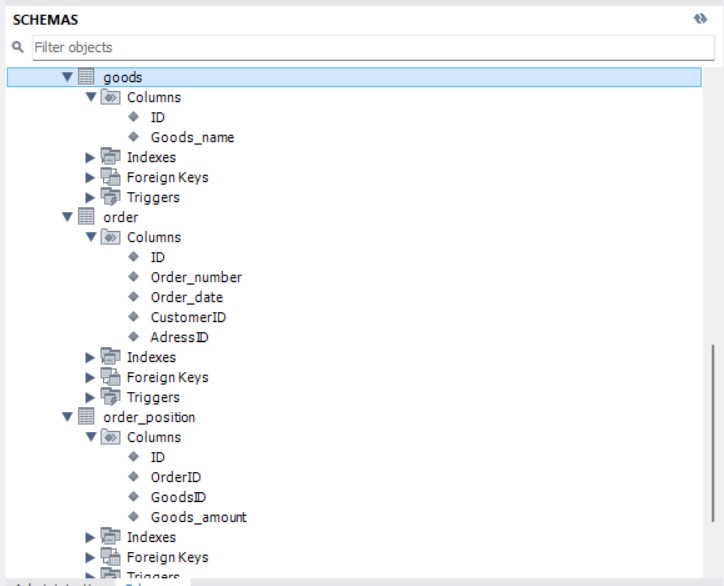 SCHEMAS
Filter objects
goods
Columns
ID
Goods_name
Indexes
Foreign Keys
Triggers
order
Columns
ID
Order_number
Order_date
CustomerID
AdressID
Indexes
Foreign Keys
Triggers
order_position
Columns
ID
OrderID
GoodsID
Goods_amount
Indexes
Foreign Keys
Triggers